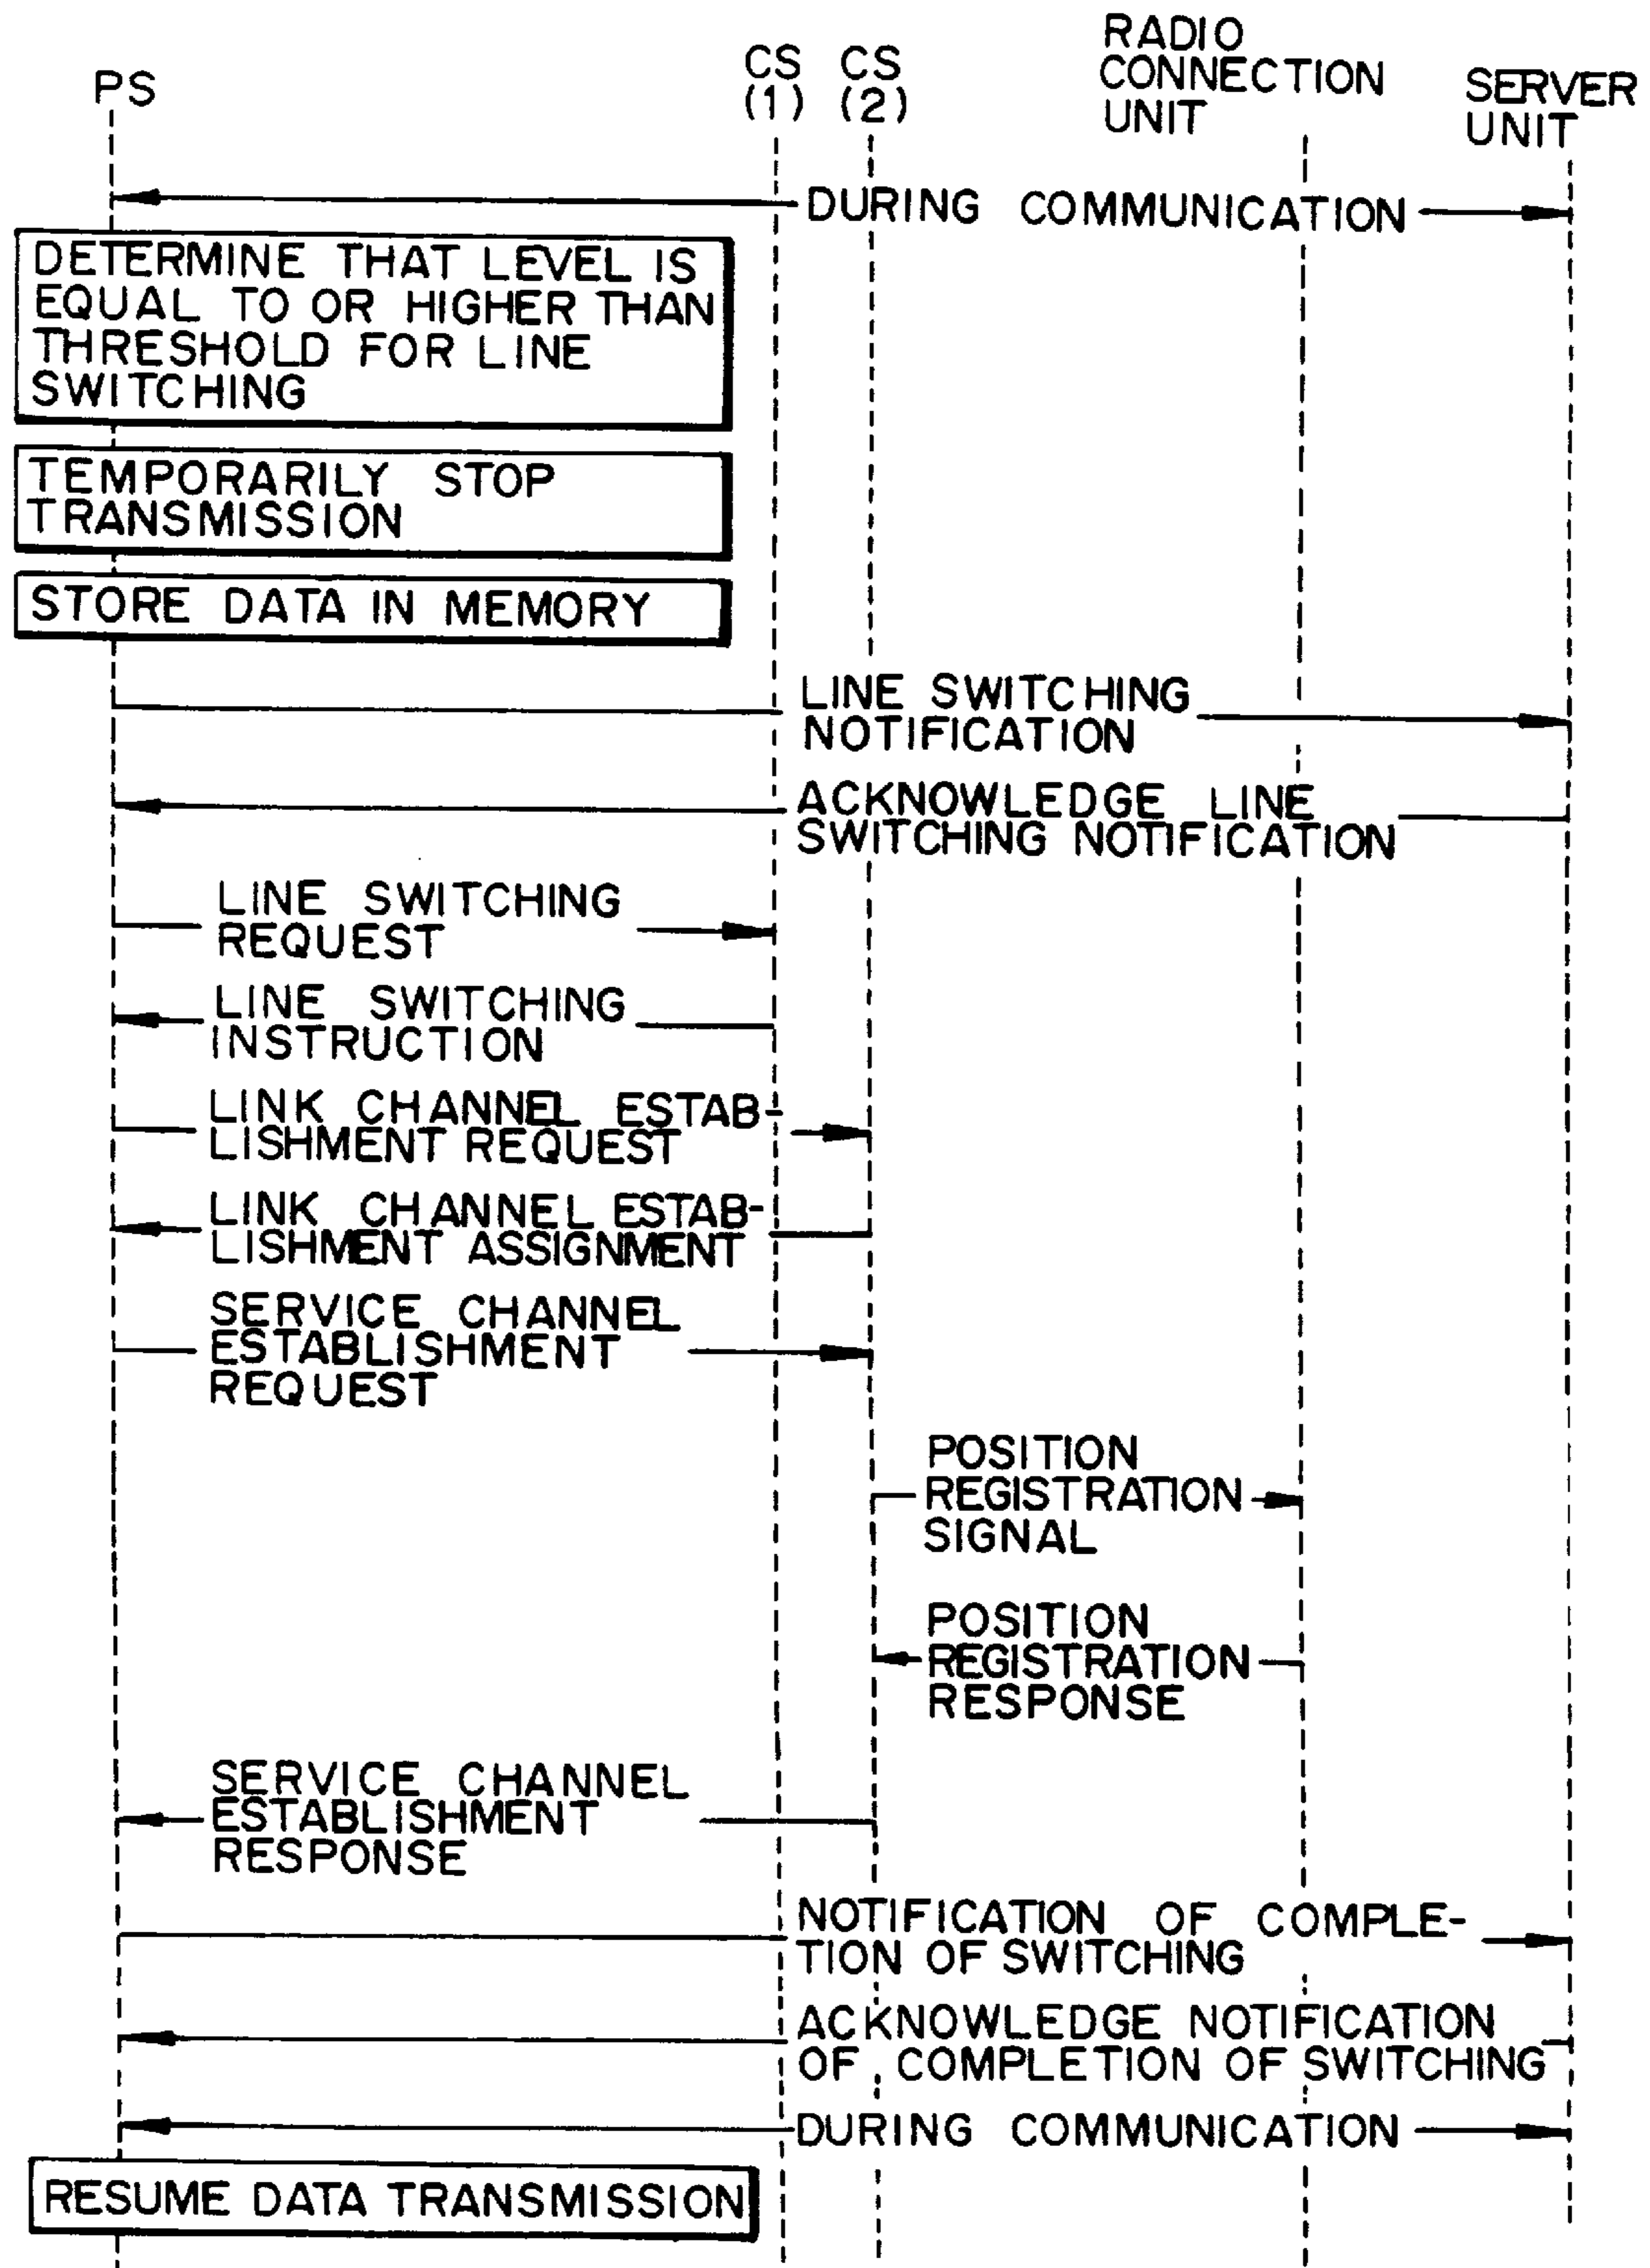 PS
CS
(1)
CS
(2)
RADIO
CONNECTION
UNIT
SERVER
UNIT
DURING COMMUNICATION
DETERMINE THAT LEVEL IS
EQUAL TO OR HIGHER THAN
THRESHOLD FOR LINE
SWITCHING
TEMPORARILY STOP
TRANSMISSION
STORE DATA IN MEMORY
LINE SWITCHING
NOTIFICATION
ACKNOWLEDGE LINE
SWITCHING NOTIFICATION
LINE SWITCHING
REQUEST
LINE SWITCHING
INSTRUCTION
LINK CHANNEL ESTAB-
LISHMENT REQUEST
LINK CHANNEL ESTAB-
LISHMENT ASSIGNMENT
SERVICE CHANNEL
ESTABLISHMENT
REQUEST
POSITION
REGISTRATION
SIGNAL
POSITION
REGISTRATION
RESPONSE
SERVICE CHANNEL
ESTABLISHMENT
RESPONSE
NOTIFICATION OF COMPLE-
TION OF SWITCHING
ACKNOWLEDGE NOTIFICATION
OF COMPLETION OF SWITCHING
DURING COMMUNICATION
RESUME DATA TRANSMISSION